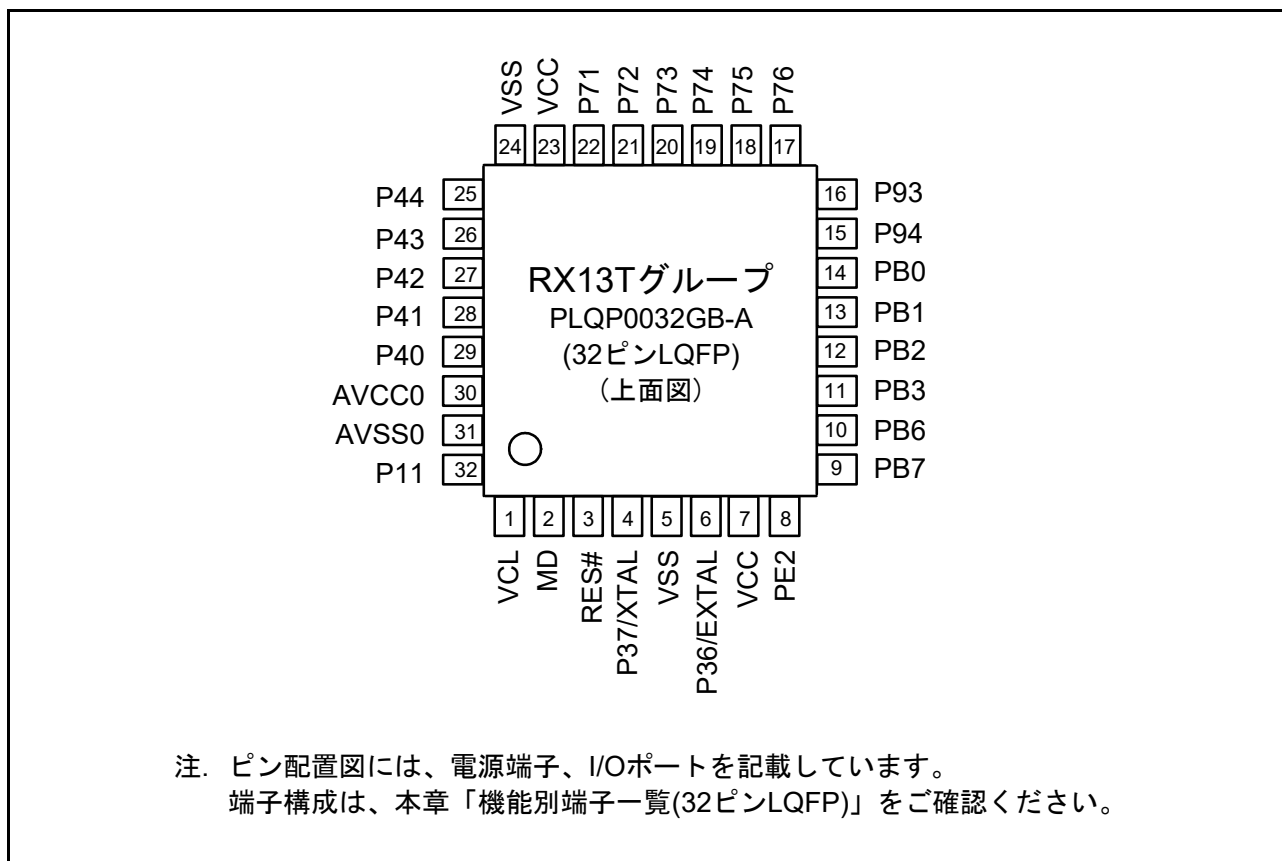 VSS VCC P71 P72 P73 P74 P75 P76
24 23 22 21 20 19 18 17
P44 25 16 P93
P43 26 15 P94
P42 27 14 PB0
P41 28 13 PB1
P40 29 12 PB2
AVCC0 30 11 PB3
AVSS0 31 10 PB6
P11 32 9 PB7
RX13Tグループ
PLQP0032GB-A
(32ピンLQFP)
（上面図）
1 2 3 4 5 6 7 8
VCL MD RES# P37/XTAL VSS P36/EXTAL VCC PE2
注. ピン配置図には、電源端子、I/Oポートを記載しています。
端子構成は、本章「機能別端子一覧(32ピンLQFP)」をご確認ください。